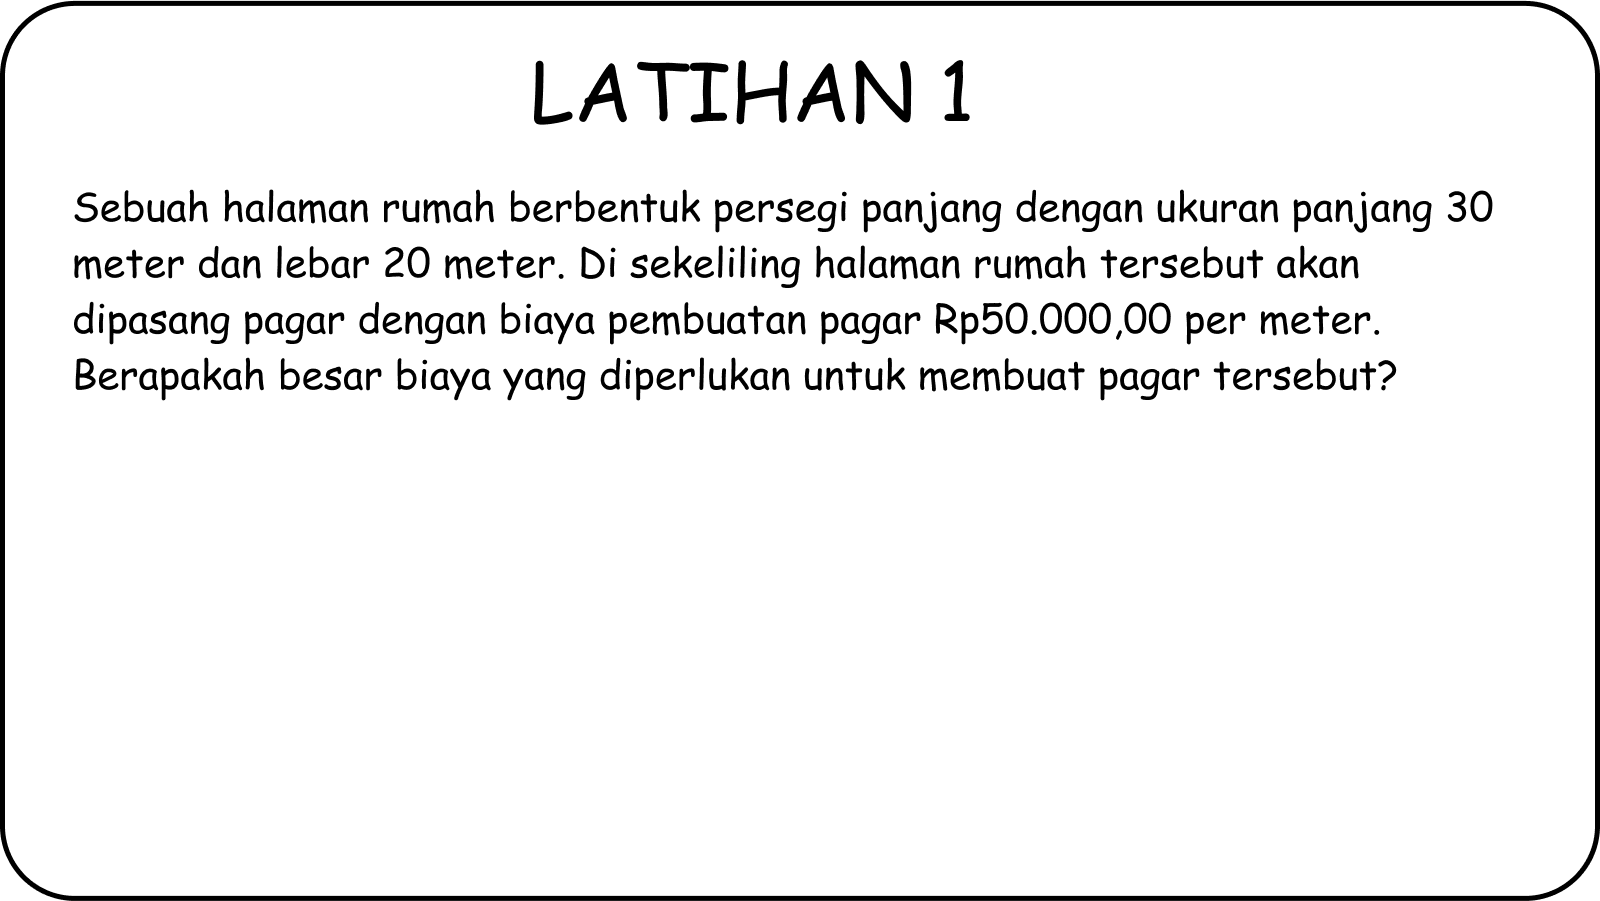 LATIHAN 1
Sebuah halaman rumah berbentuk persegi panjang dengan ukuran panjang 30
meter dan lebar 20 meter. Di sekeliling halaman rumah tersebut akan
dipasang pagar dengan biaya pembuatan pagar Rp50.000,00 per meter.
Berapakah besar biaya yang diperlukan untuk membuat pagar tersebut?